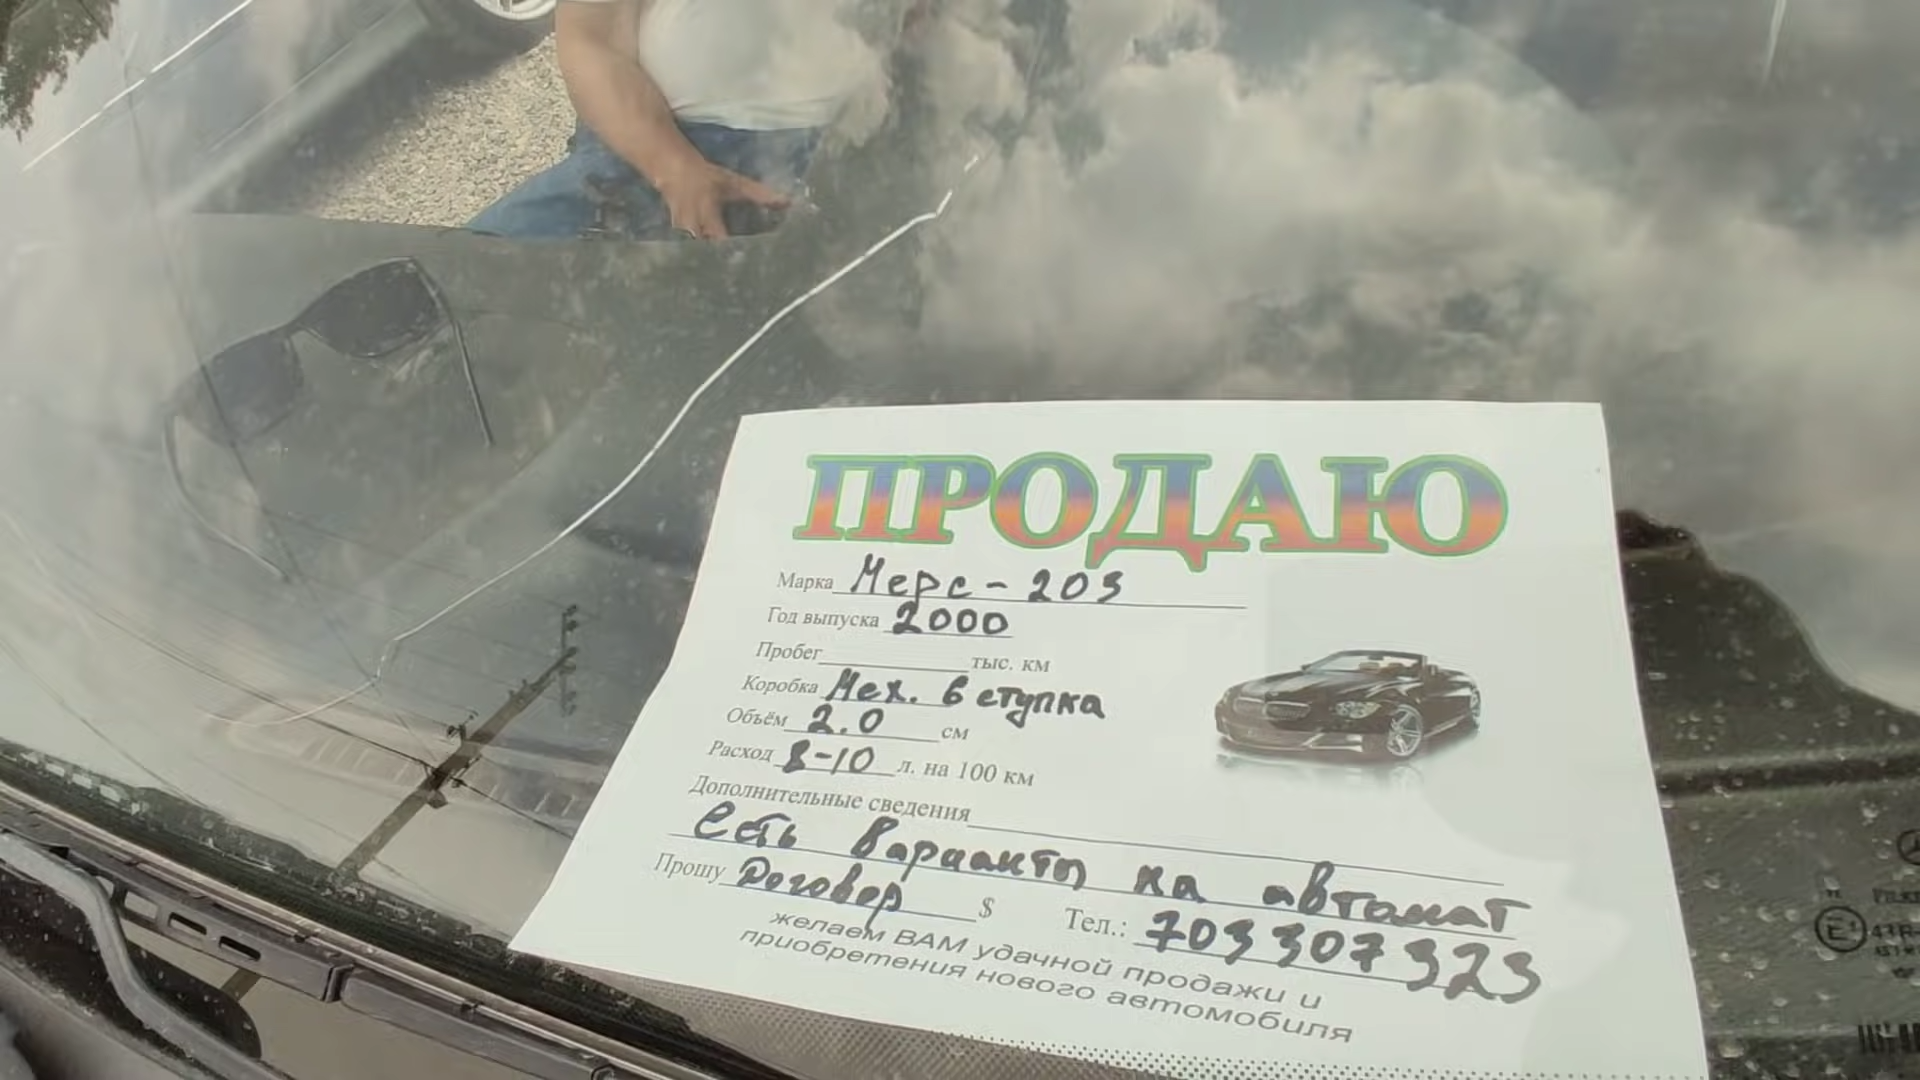 ПРОДАЮ
Марка Мерс-203
Год выпуска 2000
Пробег тыс. км
Коробка Мех. 6 ступка
Объём 2.0 см
Расход 8-10 л. на 100 км
Дополнительные сведения
Есть варианты на автомат
Прошу Договор $ Тел.: 703307323
желаем ВАМ удачной продажи и
приобретения нового автомобиля